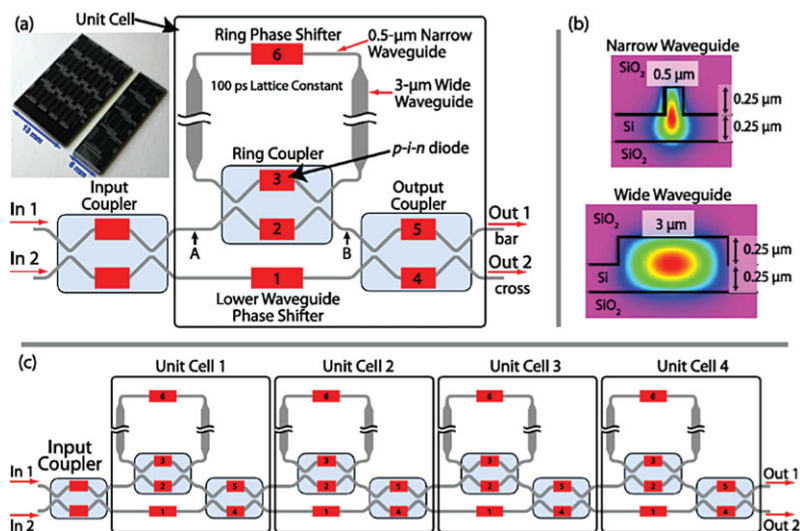 (a)
Unit Cell
Ring Phase Shifter
6
0.5-µm Narrow
Waveguide
100 ps Lattice Constant
3-µm Wide
Waveguide
13 mm
6 mm
Ring Coupler
p-i-n diode
3
2
Input
Coupler
Output
Coupler
In 1
In 2
A
B
5
4
Out 1
bar
Out 2
cross
1
Lower Waveguide
Phase Shifter
(b)
Narrow Waveguide
SiO2
0.5 µm
0.25 µm
Si
0.25 µm
SiO2
Wide Waveguide
SiO2
3 µm
0.25 µm
Si
0.25 µm
SiO2
(c)
Unit Cell 1
Unit Cell 2
Unit Cell 3
Unit Cell 4
6
6
6
6
Input
Coupler
In 1
In 2
3
2
5
4
1
3
2
5
4
1
3
2
5
4
1
3
2
5
4
1
Out 1
Out 2